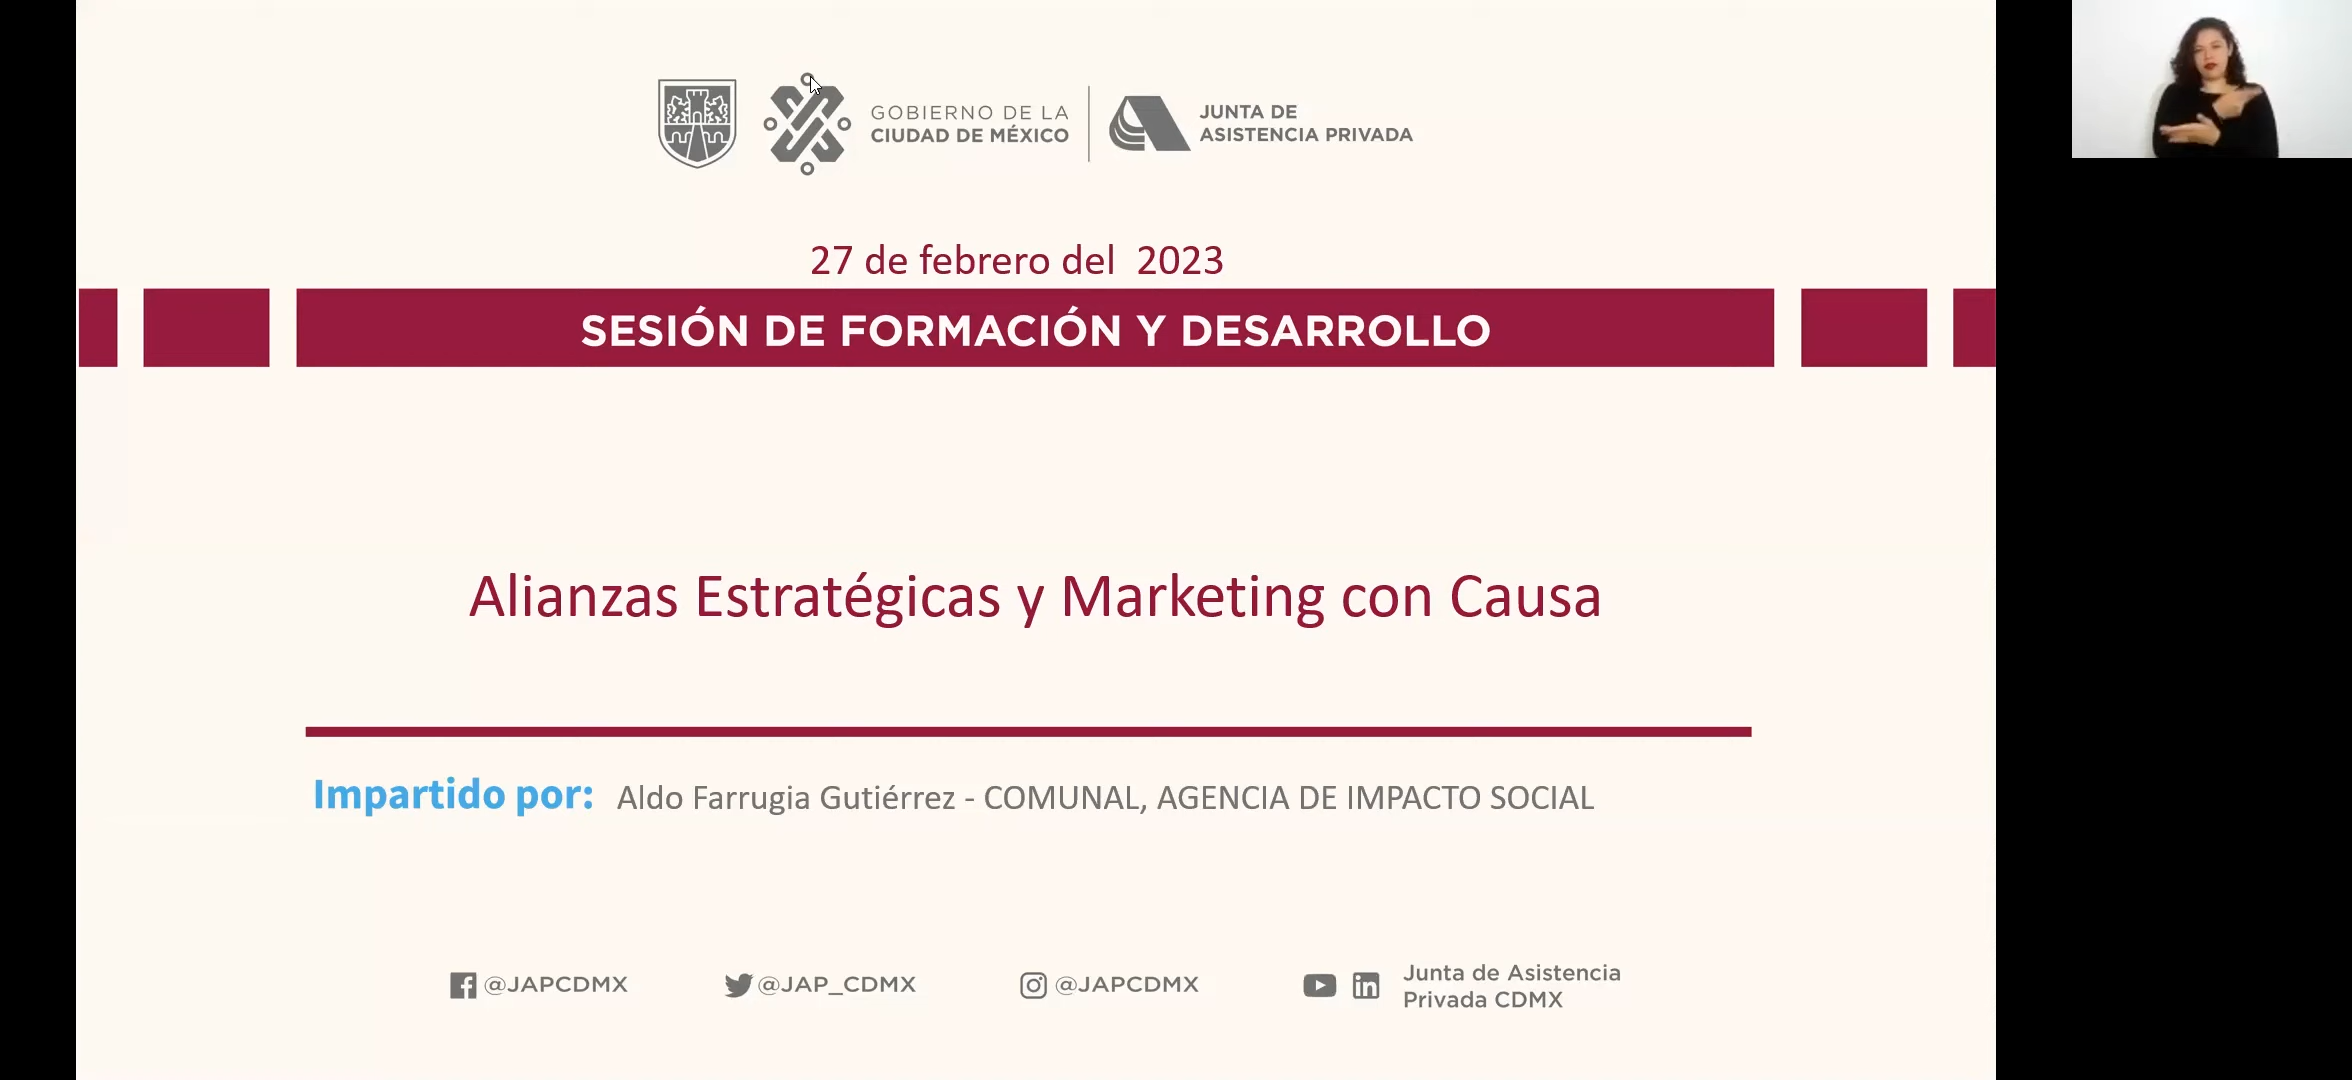 GOBIERNO DE LA
CIUDAD DE MÉXICO
JUNTA DE
ASISTENCIA PRIVADA
27 de febrero del  2023
SESIÓN DE FORMACIÓN Y DESARROLLO
Alianzas Estratégicas y Marketing con Causa
Impartido por: Aldo Farrugia Gutiérrez - COMUNAL, AGENCIA DE IMPACTO SOCIAL
@JAPCDMX
@JAP_CDMX
@JAPCDMX
Junta de Asistencia
Privada CDMX